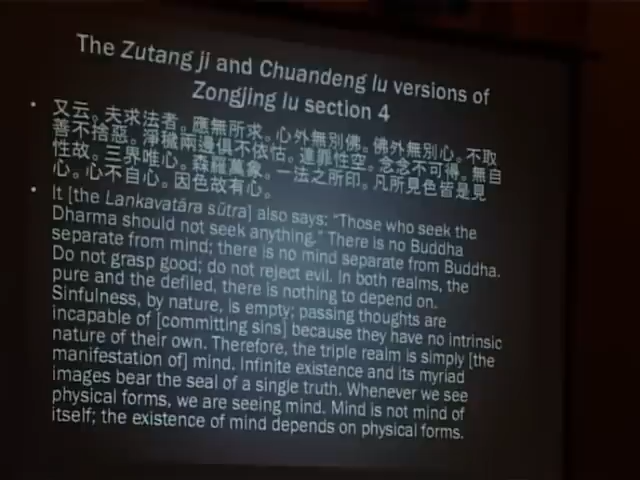 The Zutang ji and Chuandeng lu versions of
Zongjing lu section 4
• 又云。夫求法者。應無所求。心外無別佛。佛外無別心。不取
善不捨惡。淨穢兩邊俱不依怙。達罪性空。念念不可得。無自
性故。三界唯心。森羅萬象。一法之所印。凡所見色皆是見
心。心不自心。因色故有心。
• It [the Lankavatāra sūtra] also says: "Those who seek the
Dharma should not seek anything." There is no Buddha
separate from mind; there is no mind separate from Buddha.
Do not grasp good; do not reject evil. In both realms, the
pure and the defiled, there is nothing to depend on.
Sinfulness, by nature, is empty; passing thoughts are
incapable of [committing sins] because they have no intrinsic
nature of their own. Therefore, the triple realm is simply [the
manifestation of] mind. Infinite existence and its myriad
images bear the seal of a single truth. Whenever we see
physical forms, we are seeing mind. Mind is not mind of
itself; the existence of mind depends on physical forms.